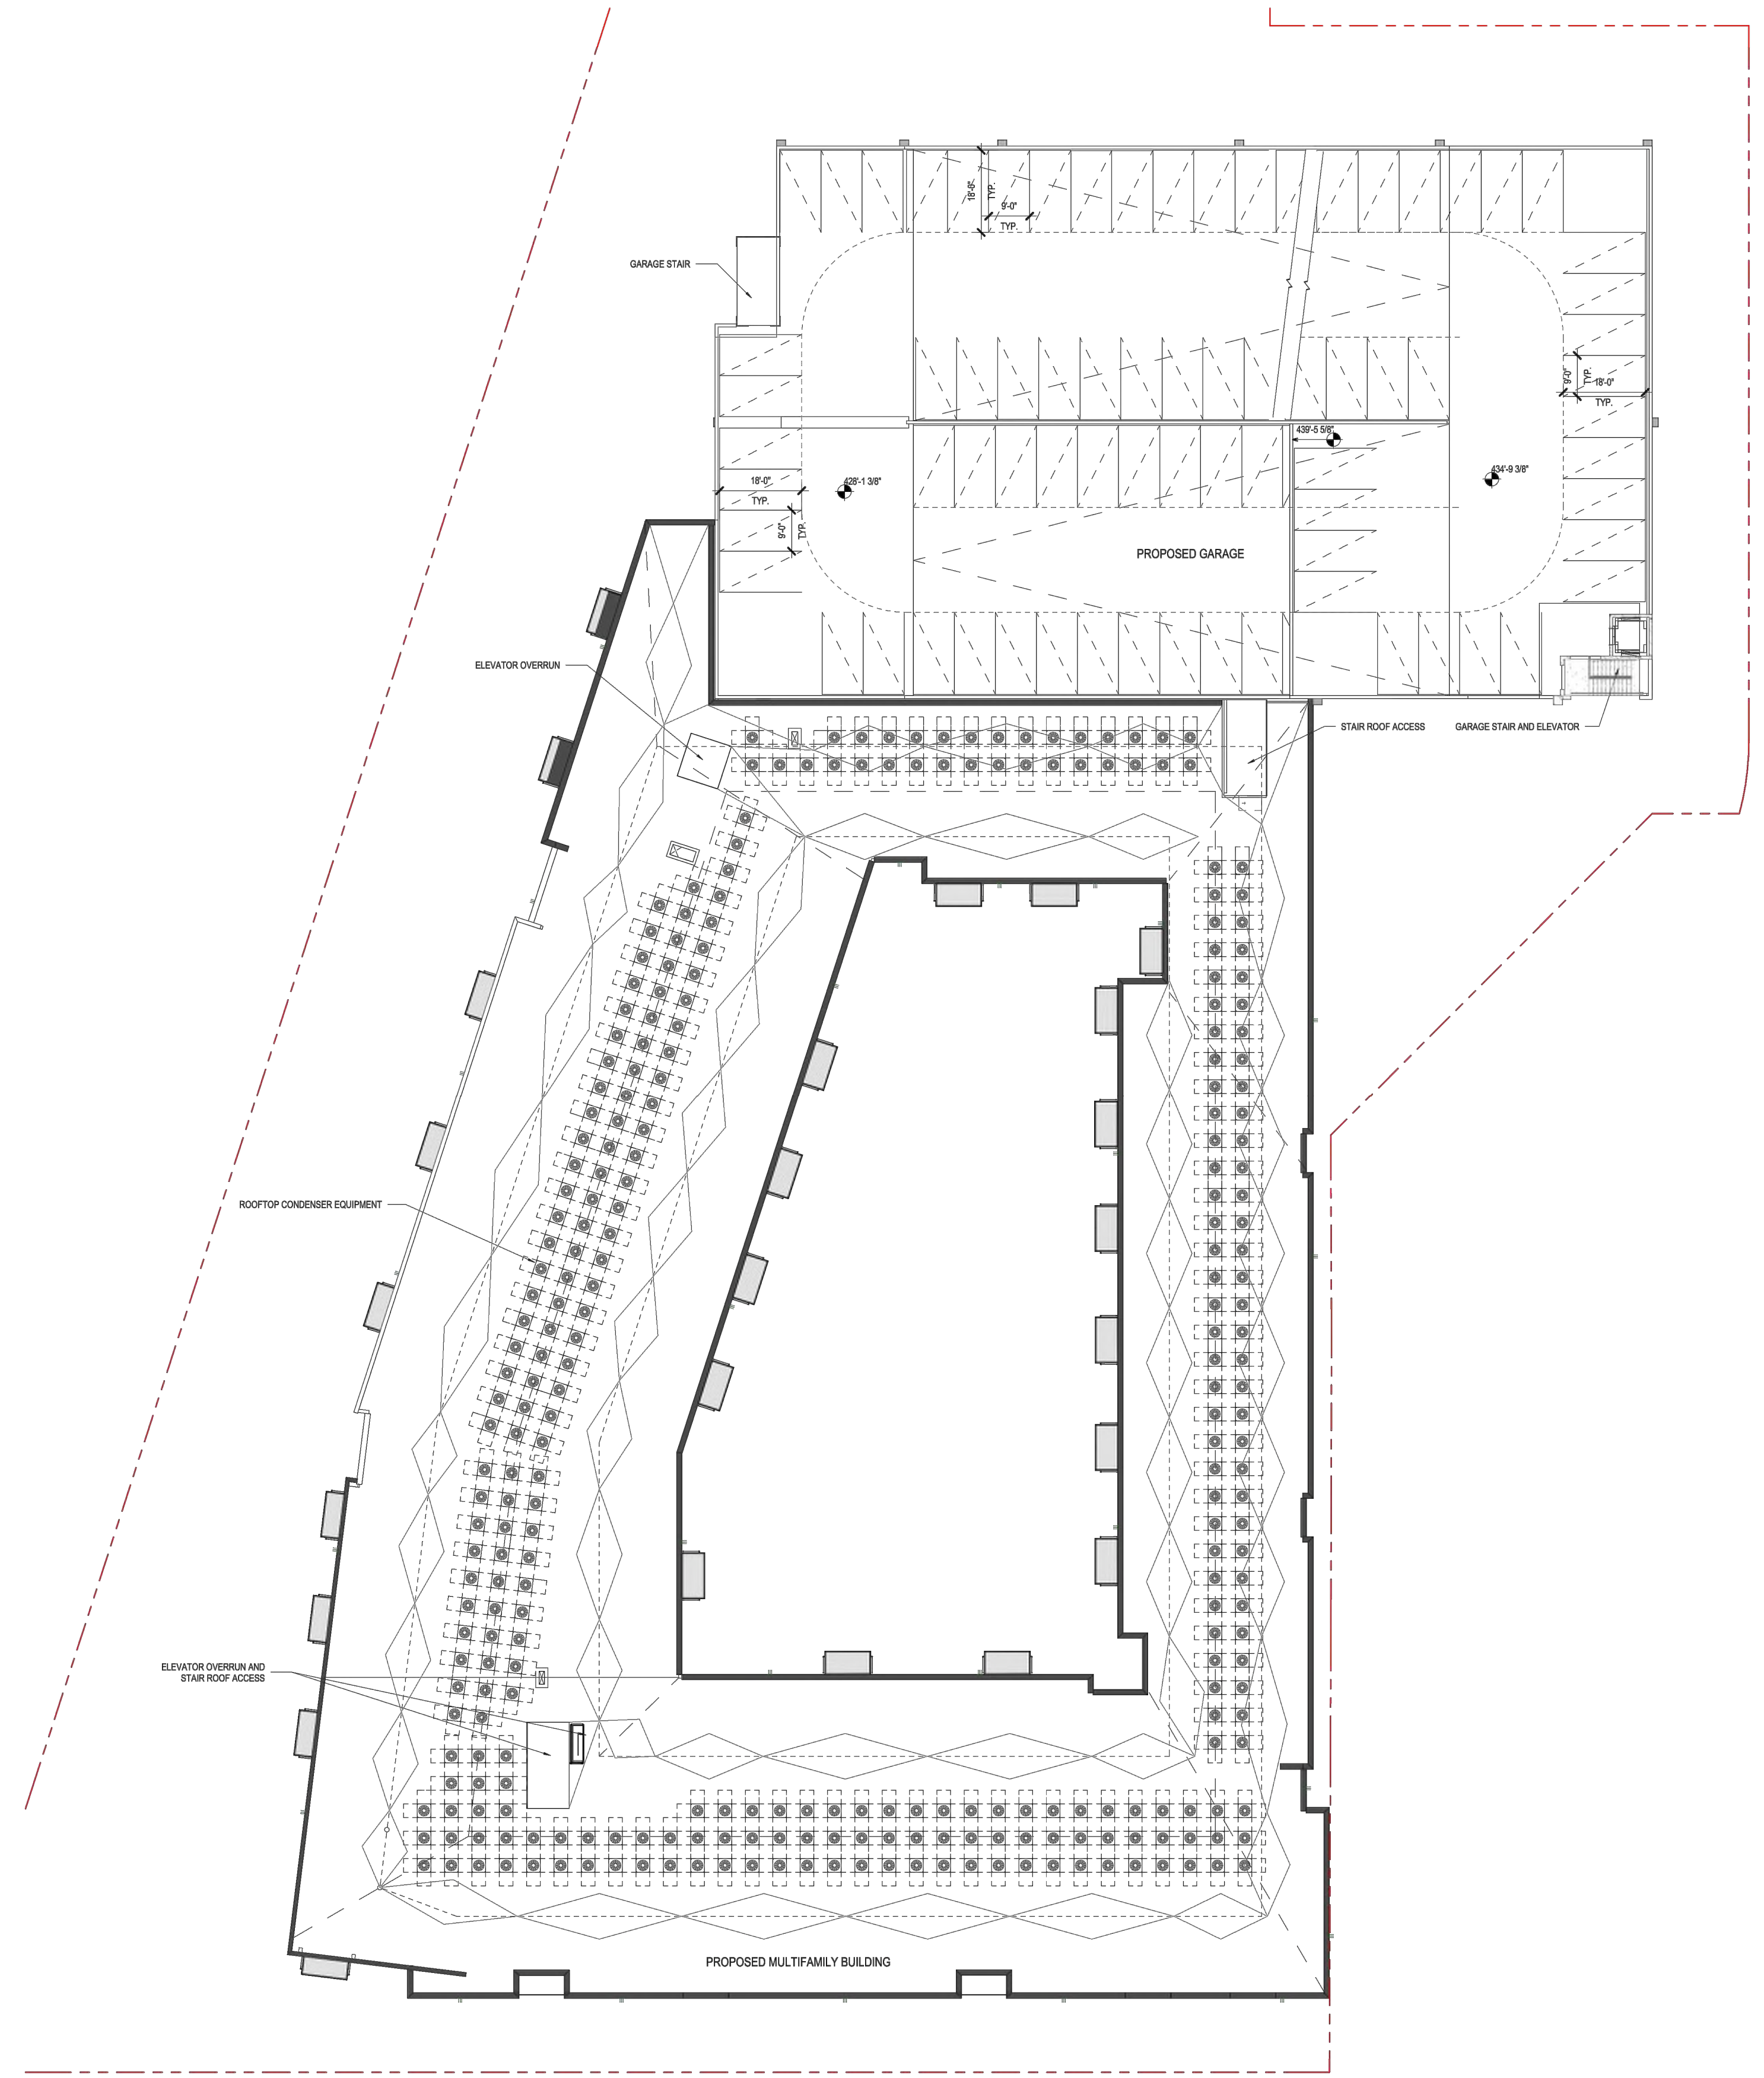 18'-6"
TYP.
9'-0"
TYP.
GARAGE STAIR
9'-0"
TYP.
18'-0"
TYP.
439'-5 5/8"
434'-9 3/8"
18'-0"
TYP.
428'-1 3/8"
9'-0"
TYP.
PROPOSED GARAGE
ELEVATOR OVERRUN
STAIR ROOF ACCESS
GARAGE STAIR AND ELEVATOR
ROOFTOP CONDENSER EQUIPMENT
ELEVATOR OVERRUN AND
STAIR ROOF ACCESS
PROPOSED MULTIFAMILY BUILDING